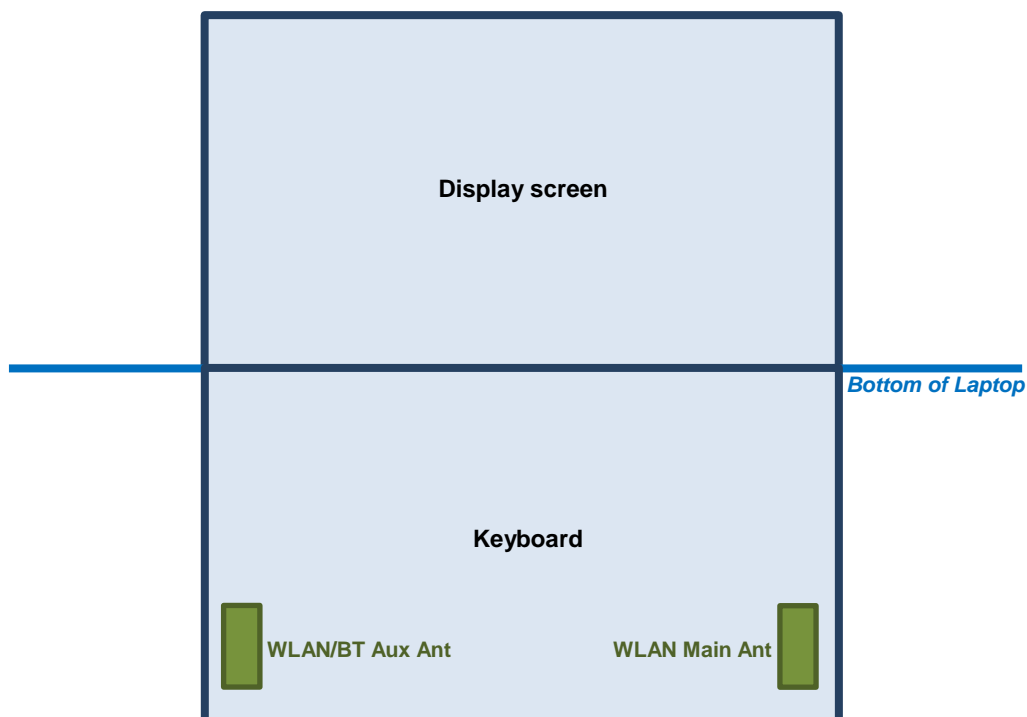 Display screen
Bottom of Laptop
Keyboard
WLAN/BT Aux Ant
WLAN Main Ant